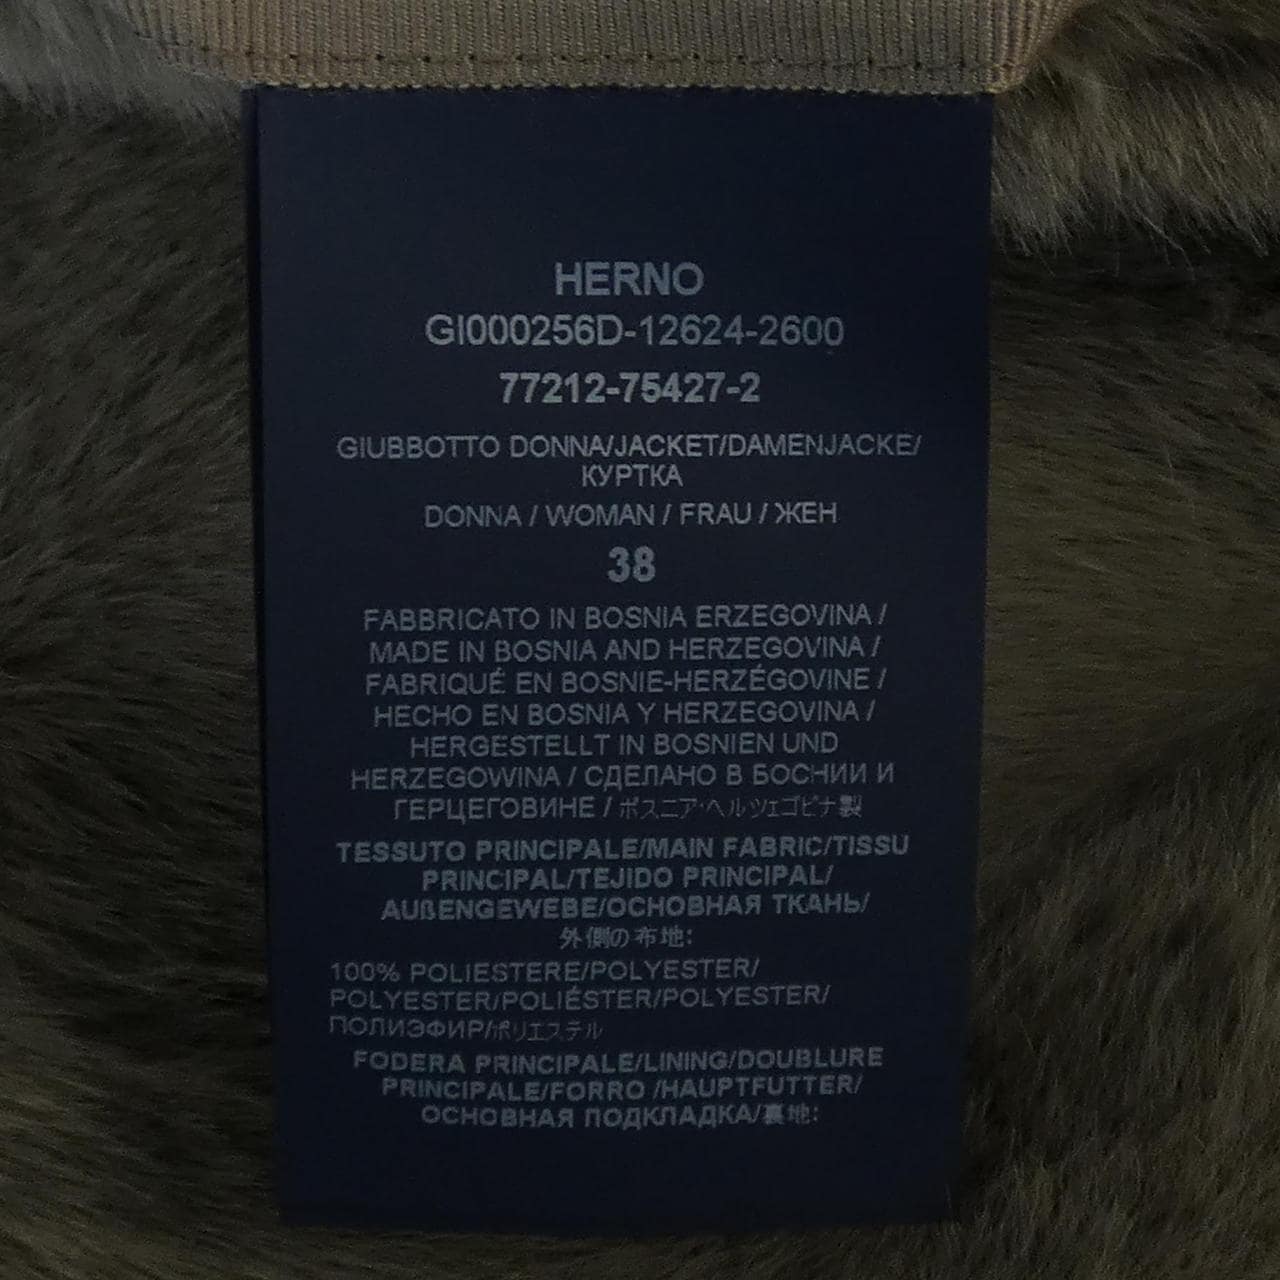 HERNO
GI000256D-12624-2600
77212-75427-2
GIUBBOTTO DONNA/JACKET/DAMENJACKE/
КУРТКА
DONNA / WOMAN / FRAU / ЖЕН
38
FABBRICATO IN BOSNIA ERZEGOVINA /
MADE IN BOSNIA AND HERZEGOVINA /
FABRIQUÉ EN BOSNIE-HERZÉGOVINE /
HECHO EN BOSNIA Y HERZEGOVINA /
HERGESTELLT IN BOSNIEN UND
HERZEGOWINA / СДЕЛАНО В БОСНИИ И
ГЕРЦЕГОВИНЕ / ボスニア・ヘルツェゴビナ製
TESSUTO PRINCIPALE/MAIN FABRIC/TISSU
PRINCIPAL/TEJIDO PRINCIPAL/
AUßENGEWEBE/ОСНОВНАЯ ТКАНЬ/
外側の布地:
100% POLIESTERE/POLYESTER/
POLYESTER/POLIÉSTER/POLYESTER/
ПОЛИЭФИР/ポリエステル
FODERA PRINCIPALE/LINING/DOUBLURE
PRINCIPALE/FORRO /HAUPTFUTTER/
ОСНОВНАЯ ПОДКЛАДКА/裏地: